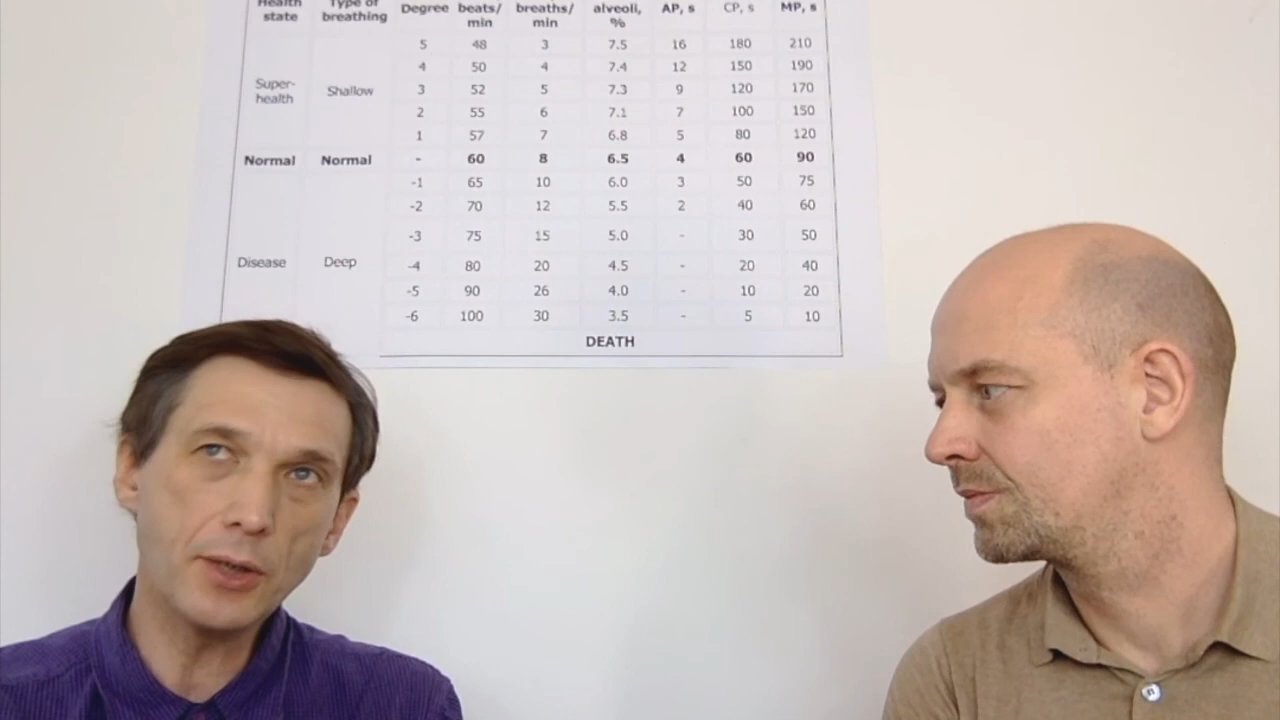 Health state Type of breathing Degree beats/ min breaths/ min alveoli, % AP, s CP, s MP, s
5 48 3 7.5 16 180 210
4 50 4 7.4 12 150 190
Super- health Shallow 3 52 5 7.3 9 120 170
2 55 6 7.1 7 100 150
1 57 7 6.8 5 80 120
Normal Normal - 60 8 6.5 4 60 90
-1 65 10 6.0 3 50 75
-2 70 12 5.5 2 40 60
-3 75 15 5.0 - 30 50
Disease Deep -4 80 20 4.5 - 20 40
-5 90 26 4.0 - 10 20
-6 100 30 3.5 - 5 10
DEATH